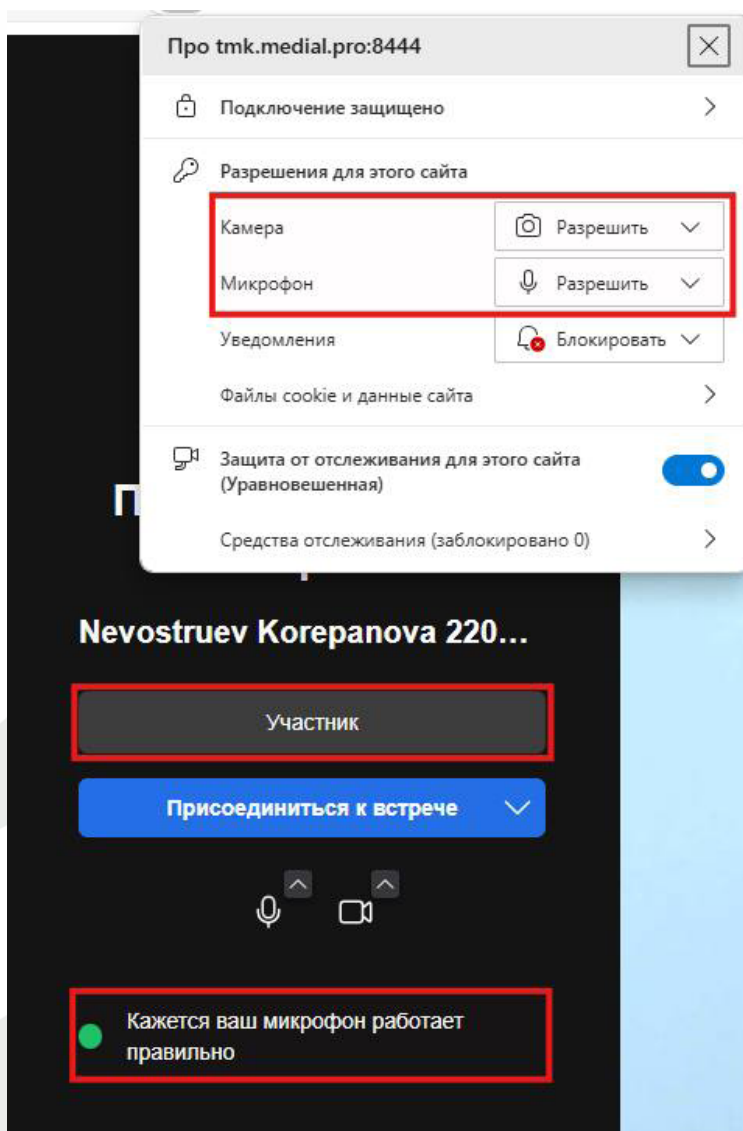 Про tmk.medial.pro:8444
Подключение защищено
Разрешения для этого сайта
Камера
Разрешить
Микрофон
Разрешить
Уведомления
Блокировать
Файлы cookie и данные сайта
Защита от отслеживания для этого сайта
(Уравновешенная)
Средства отслеживания (заблокировано 0)
П
Nevostruev Korepanova 220...
Участник
Присоединиться к встрече
Кажется ваш микрофон работает
правильно